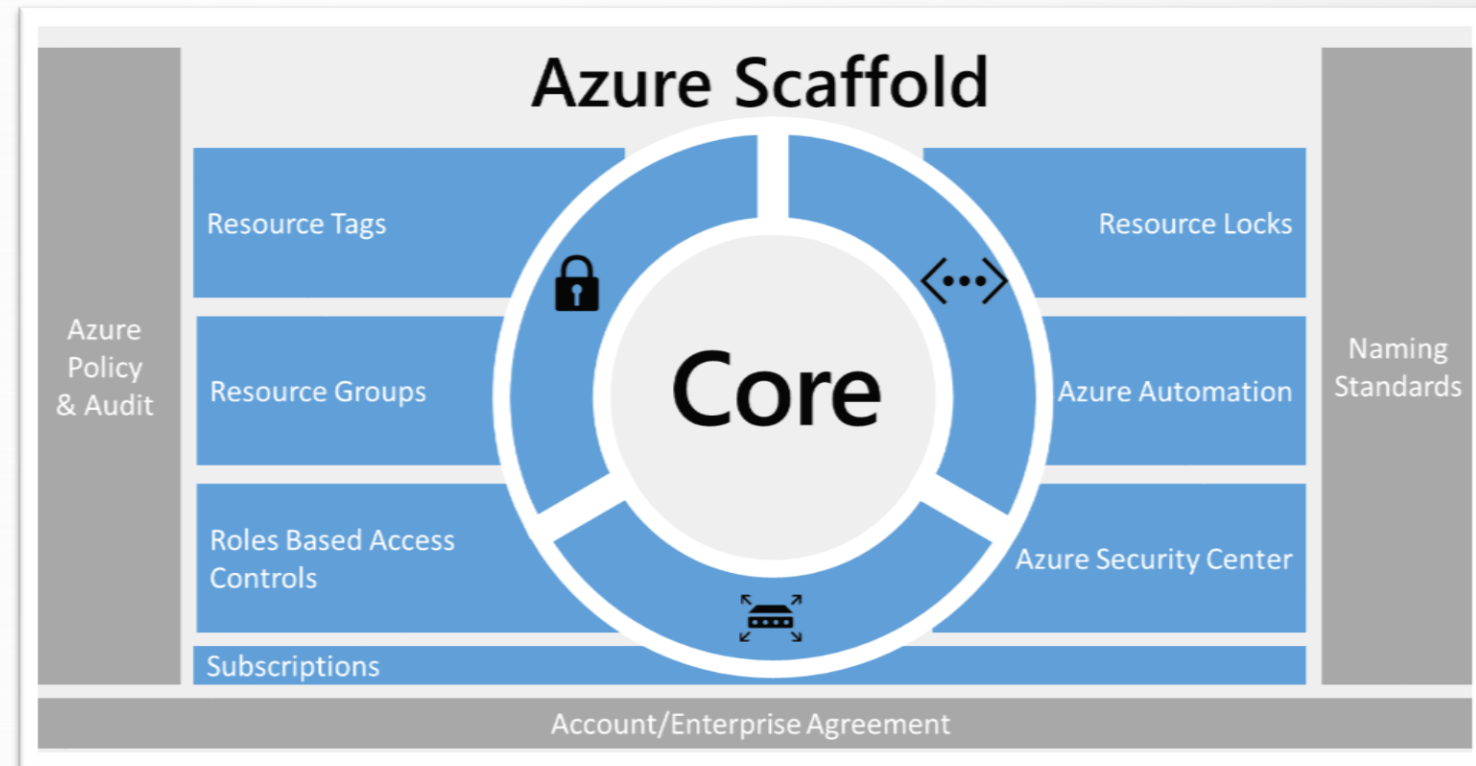 Azure Scaffold
Azure
Policy
& Audit
Resource Tags
Resource Groups
Roles Based Access
Controls
Subscriptions
Core
Resource Locks
Azure Automation
Azure Security Center
Naming
Standards
Account/Enterprise Agreement